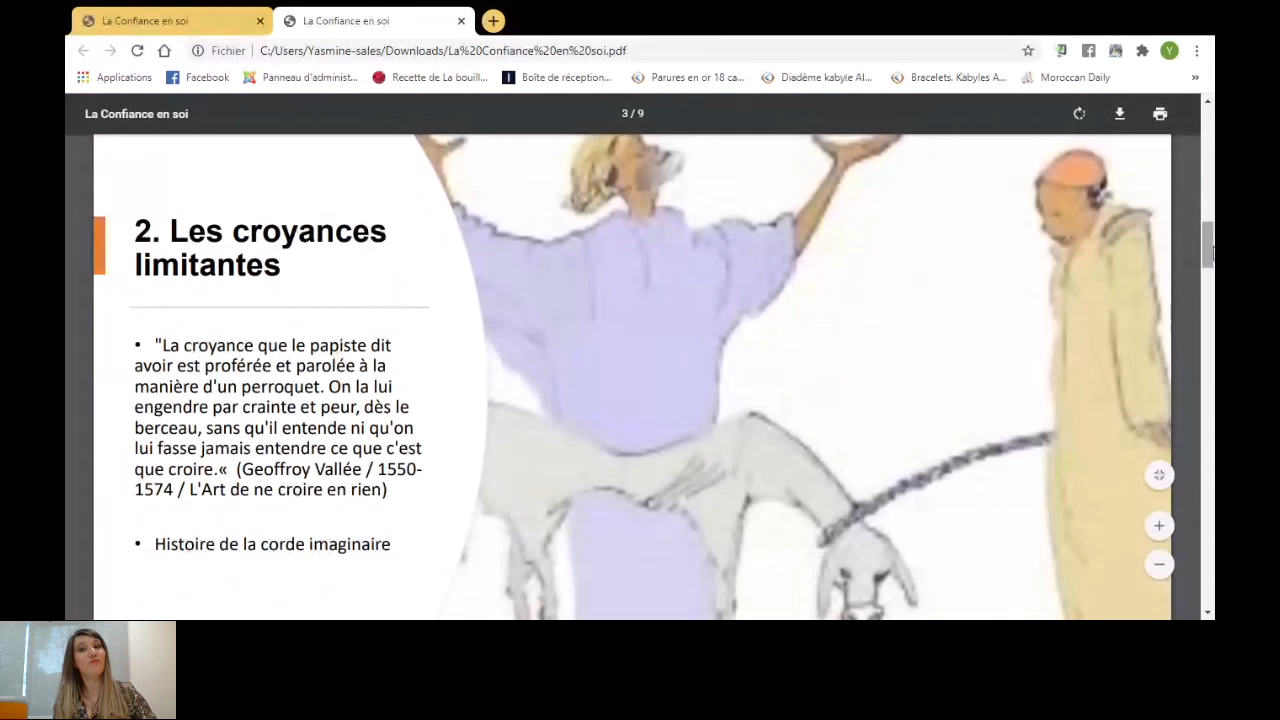 La Confiance en soi
La Confiance en soi
Fichier
C:/Users/Yasmine-sales/Downloads/La%20Confiance%20en%20soi.pdf
Y
Applications
Facebook
Panneau d'administ...
Recette de La bouill...
Boîte de réception...
Parures en or 18 ca...
Diadème kabyle Al...
Bracelets. Kabyles A...
Moroccan Daily
»
La Confiance en soi
3 / 9
2. Les croyances
limitantes
• "La croyance que le papiste dit
avoir est proférée et parolée à la
manière d'un perroquet. On la lui
engendre par crainte et peur, dès le
berceau, sans qu'il entende ni qu'on
lui fasse jamais entendre ce que c'est
que croire.« (Geoffroy Vallée / 1550-
1574 / L'Art de ne croire en rien)
• Histoire de la corde imaginaire